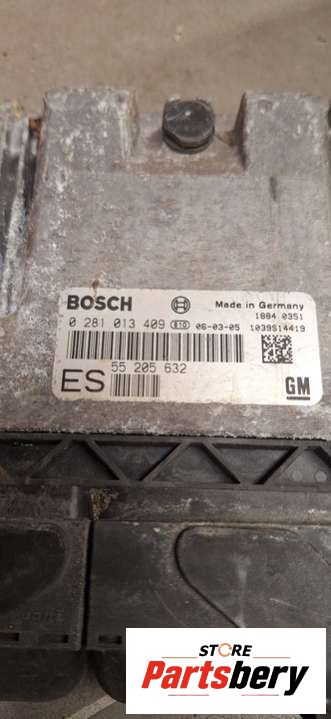 BOSCH
Made in Germany
1884 0351
0 281 013 409 E10 06-03-05 1039S14419
55 205 632
ES
GM
STORE
Partsbery